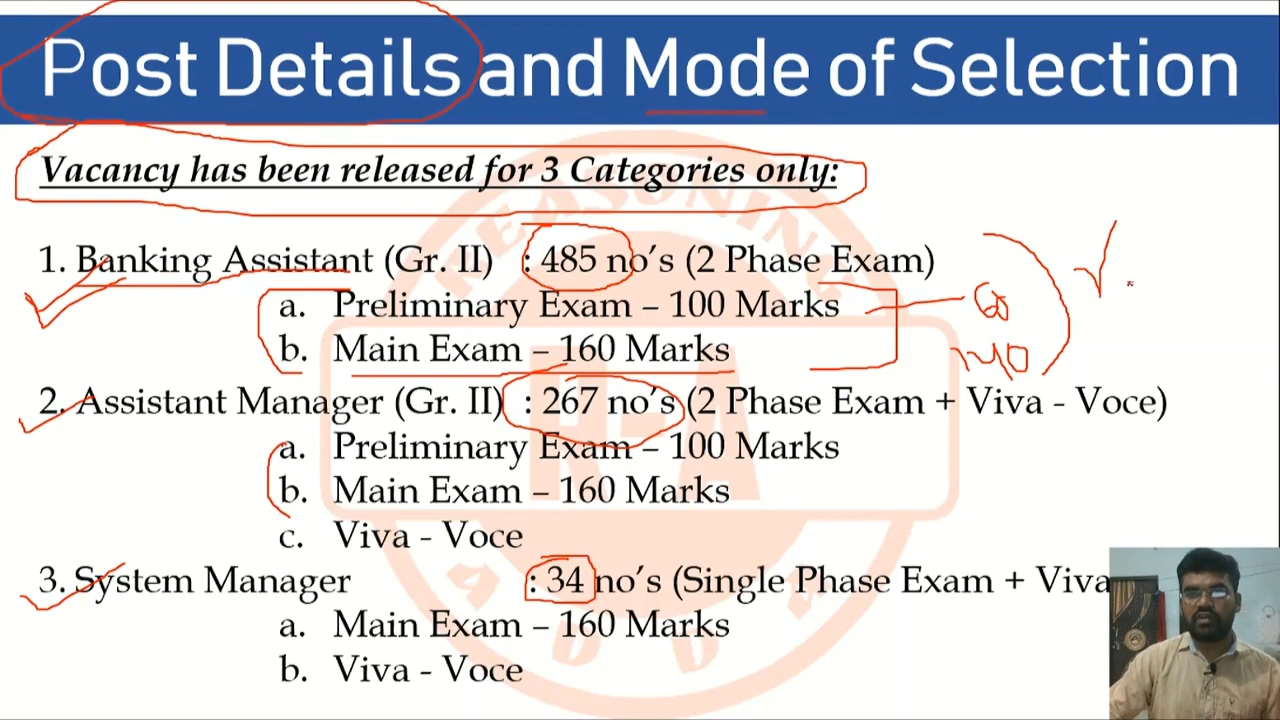 Post Details and Mode of Selection
Vacancy has been released for 3 Categories only:
1. Banking Assistant (Gr. II) : 485 no's (2 Phase Exam)
a. Preliminary Exam – 100 Marks
b. Main Exam – 160 Marks
2. Assistant Manager (Gr. II) : 267 no's (2 Phase Exam + Viva - Voce)
a. Preliminary Exam – 100 Marks
b. Main Exam – 160 Marks
c. Viva - Voce
3. System Manager : 34 no's (Single Phase Exam + Viva
a. Main Exam – 160 Marks
b. Viva - Voce
REASONING